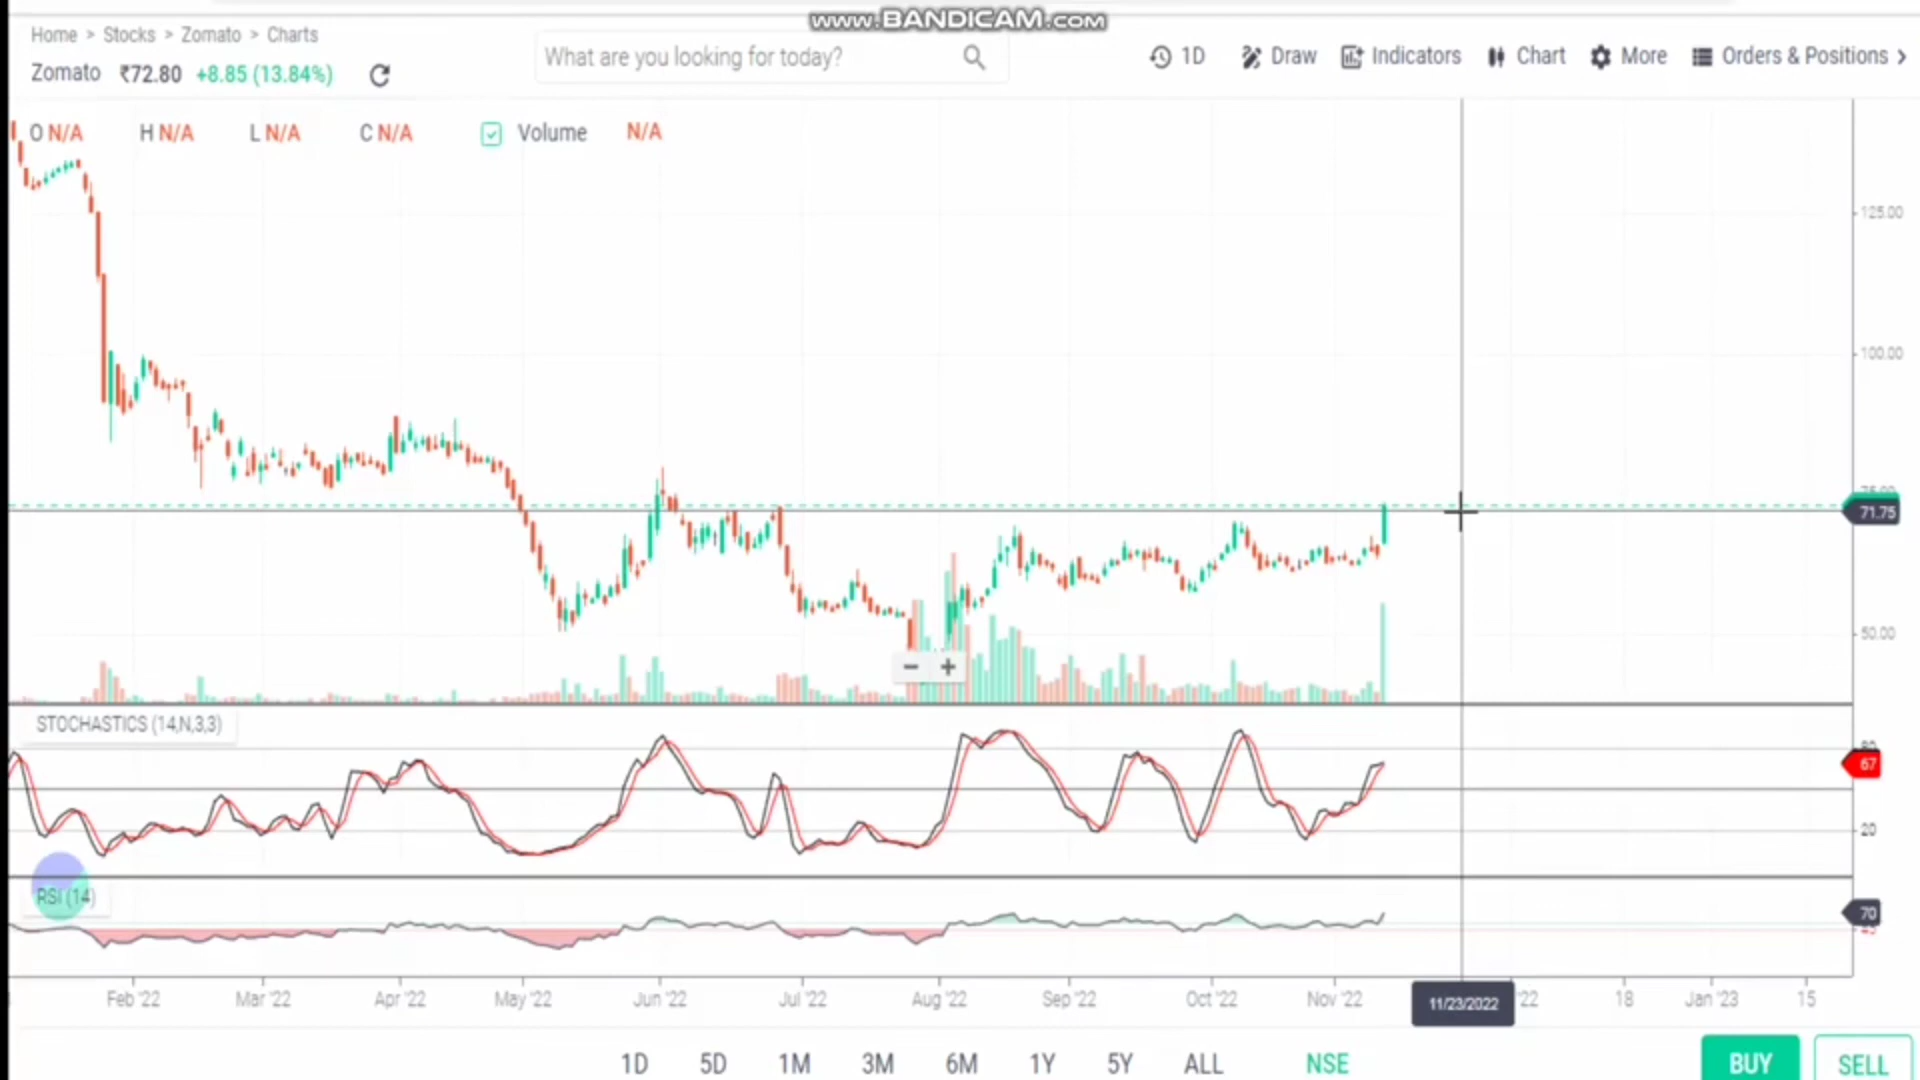 www.BANDICAM.com
Home > Stocks > Zomato > Charts
Zomato ₹72.80 +8.85 (13.84%)
What are you looking for today?
1D Draw Indicators Chart More Orders & Positions >
O N/A H N/A L N/A C N/A Volume N/A
125.00
100.00
75.00
71.75
50.00
− +
STOCHASTICS (14,N,3,3)
80
67
20
RSI (14)
70
Feb '22 Mar '22 Apr '22 May '22 Jun '22 Jul '22 Aug '22 Sep '22 Oct '22 Nov '22 11/23/2022 '22 18 Jan '23 15
1D 5D 1M 3M 6M 1Y 5Y ALL NSE
BUY SELL